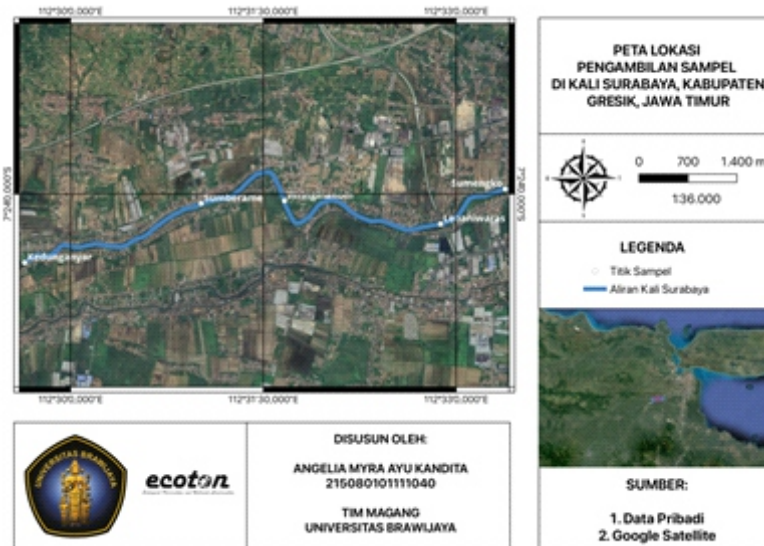 112°30'0,000"E
112°31'30,000"E
112°33'0,000"E
7°24'0,000"S
7°24'0,000"S
Sumengko
Sumberame
Lebaniwaras
Kedunganyar
112°30'0,000"E
112°31'30,000"E
112°33'0,000"E
PETA LOKASI
PENGAMBILAN SAMPEL
DI KALI SURABAYA, KABUPATEN
GRESIK, JAWA TIMUR
0 700 1.400 m
1:36.000
LEGENDA
Titik Sampel
Aliran Kali Surabaya
UNIVERSITAS BRAWIJAYA
ecoton
DISUSUN OLEH:
ANGELIA MYRA AYU KANDITA
215080101111040
TIM MAGANG
UNIVERSITAS BRAWIJAYA
SUMBER:
1. Data Pribadi
2. Google Satellite